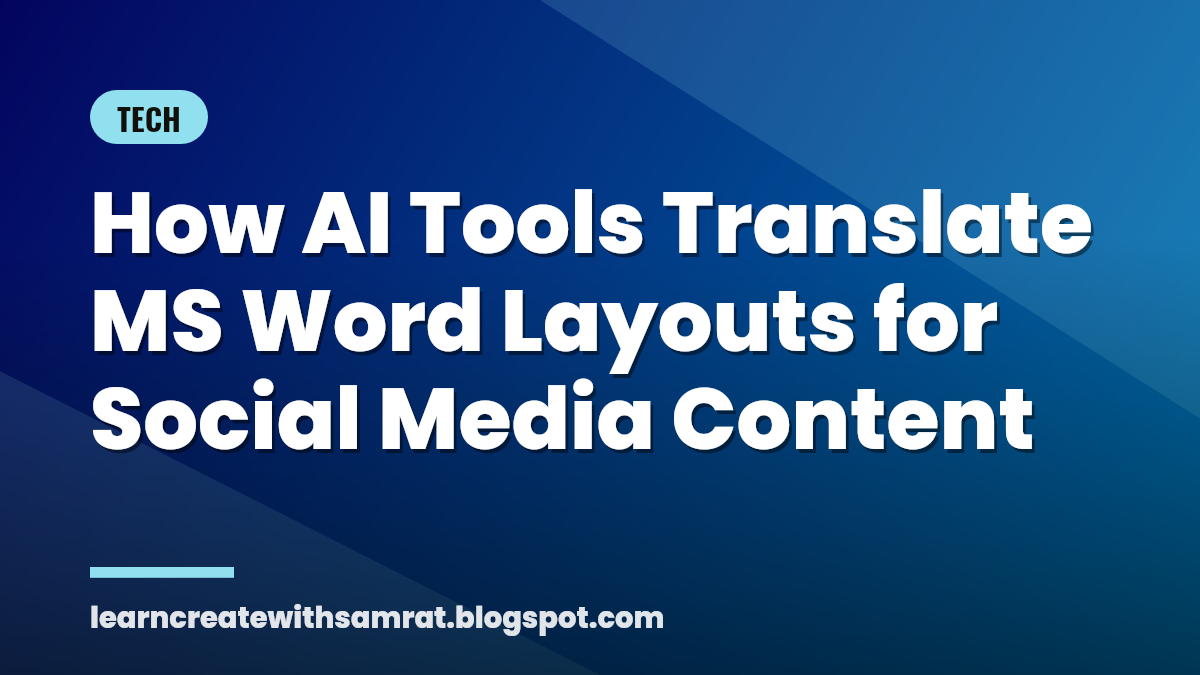 TECH
How AI Tools Translate
MS Word Layouts for
Social Media Content
learncreatewithsamrat.blogspot.com